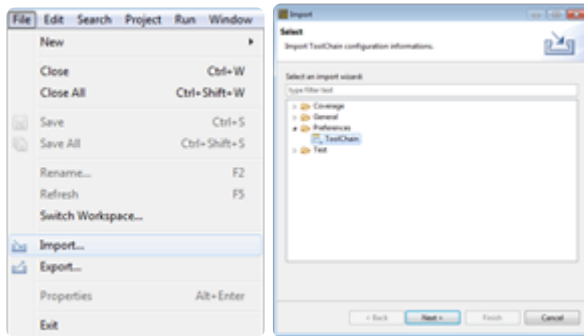 File Edit Search Project Run Window
New
Close Ctrl+W
Close All Ctrl+Shift+W
Save Ctrl+S
Save All Ctrl+Shift+S
Rename... F2
Refresh F5
Switch Workspace...
Import...
Export...
Properties Alt+Enter
Exit
Import
Select
Import ToolChain configuration informations.
Select an import wizard:
type filter text
Coverage
General
Preferences
ToolChain
Test
< Back Next > Finish Cancel